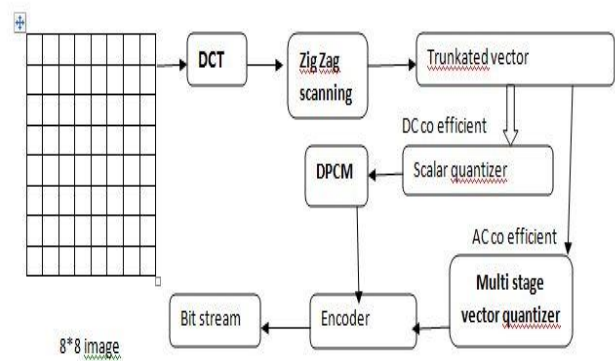 DCT
Zig Zag
scanning
Trunkated vector
DC co efficient
DPCM
Scalar quantizer
AC co efficient
Multi stage
vector quantizer
Bit stream
Encoder
8*8 image